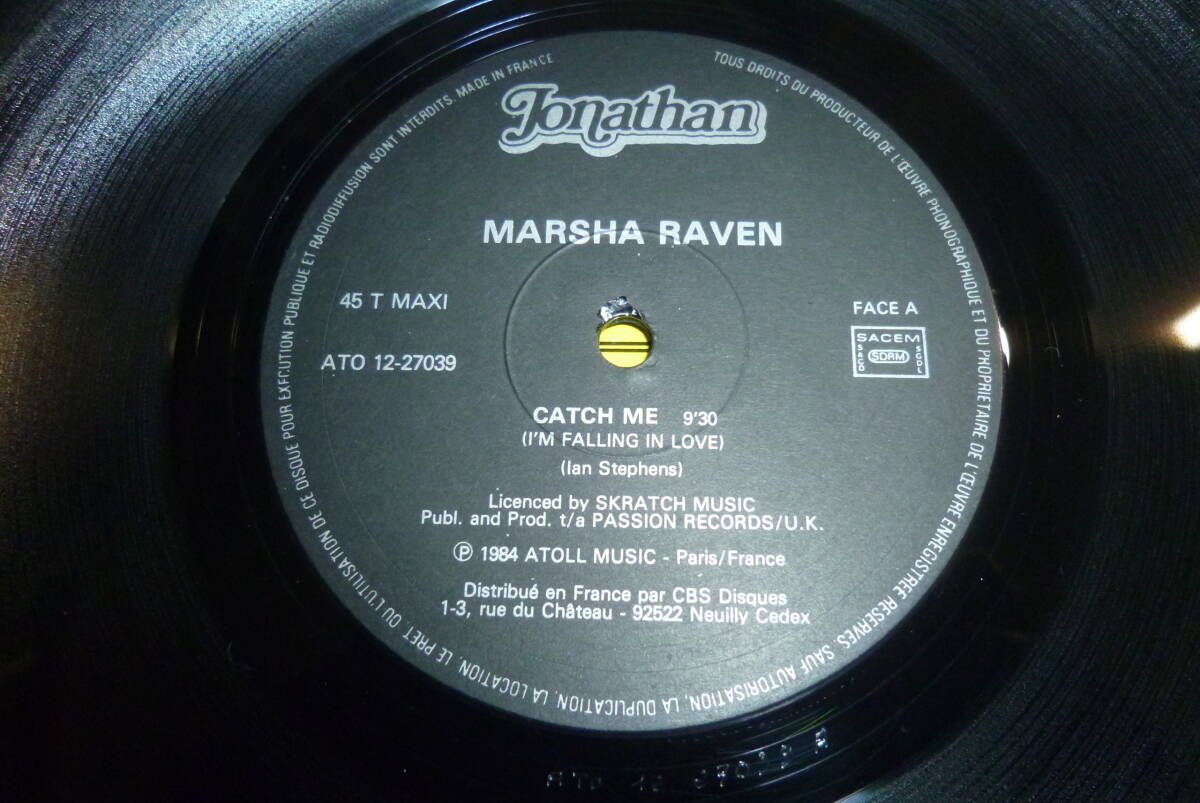 Jonathan
MARSHA RAVEN
45 T MAXI
FACE A
SACEM
SACD
SDRM
SGDL
ATO 12-27039
CATCH ME 9'30
(I'M FALLING IN LOVE)
(Ian Stephens)
Licenced by SKRATCH MUSIC
Publ. and Prod. t/a PASSION RECORDS/U.K.
Ⓟ 1984 ATOLL MUSIC - Paris/France
Distribué en France par CBS Disques
1-3, rue du Château - 92522 Neuilly Cedex
TOUS DROITS DU PRODUCTEUR DE L'ŒUVRE PHONOGRAPHIQUE ET DU PROPRIETAIRE DE L'ŒUVRE ENREGISTREE RESERVES. SAUF AUTORISATION, LA DUPLICATION, LA LOCATION, LE PRET, OU L'UTILISATION DE CE DISQUE POUR EXECUTION PUBLIQUE ET RADIODIFFUSION SONT INTERDITS. MADE IN FRANCE